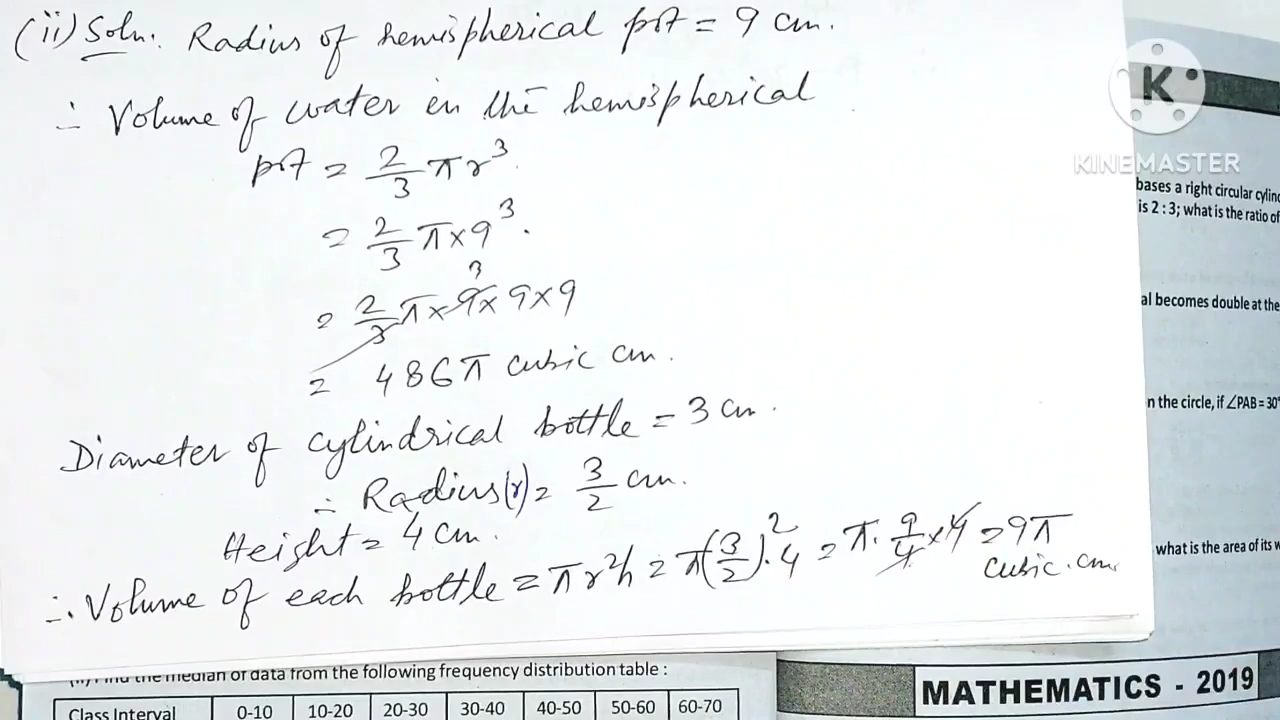 (ii) Soln. Radius of hemispherical pot = 9 cm.
∴ Volume of water in the hemispherical
pot = 2/3 πr³.
= 2/3 π×9³.
= 2/3 π×9×9×9
3
= 486π cubic cm.
Diameter of cylindrical bottle = 3 cm.
∴ Radius(r) = 3/2 cm.
Height = 4 cm.
∴ Volume of each bottle = πr²h = π(3/2)².4 = π.9/4×4 = 9π
cubic.cm.
K
KINEMASTER
bases a right circular cylin
is 2 : 3; what is the ratio of
al becomes double at the
n the circle, if ∠PAB = 30°
what is the area of its
the median of data from the following frequency distribution table :
Class Interval 0-10 10-20 20-30 30-40 40-50 50-60 60-70
MATHEMATICS - 2019